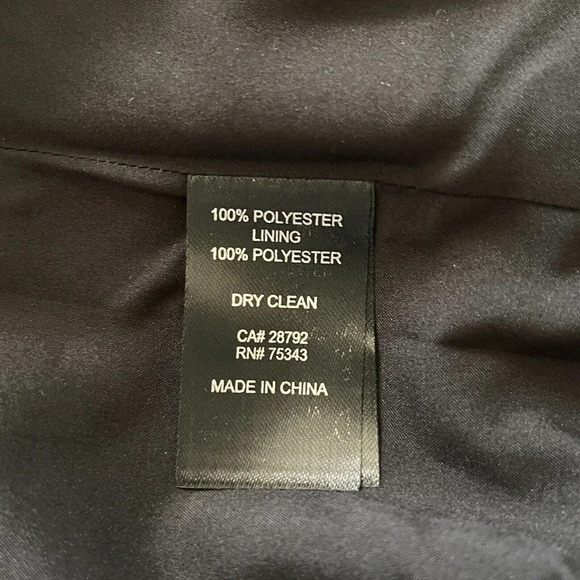 100% POLYESTER
LINING
100% POLYESTER
DRY CLEAN
CA# 28792
RN# 75343
MADE IN CHINA